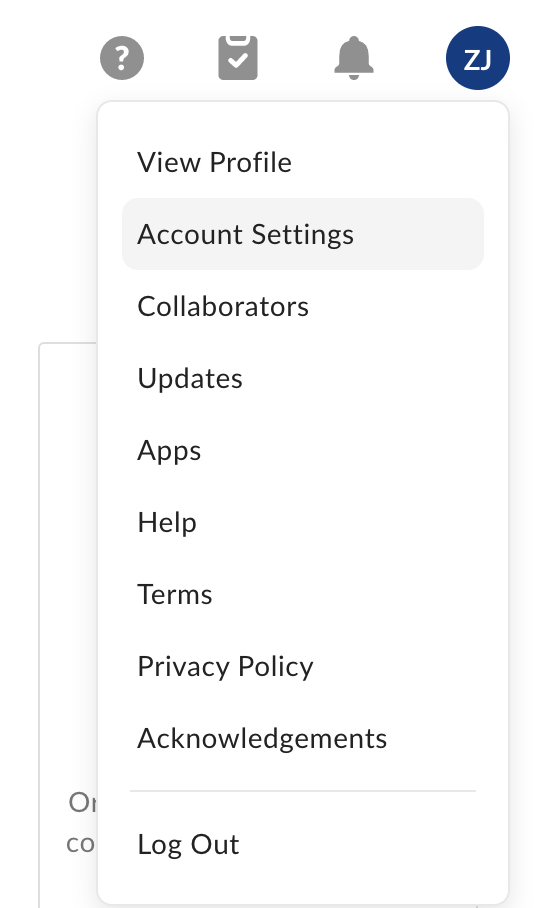 ?
ZJ
View Profile
Account Settings
Collaborators
Updates
Apps
Help
Terms
Privacy Policy
Acknowledgements
Log Out